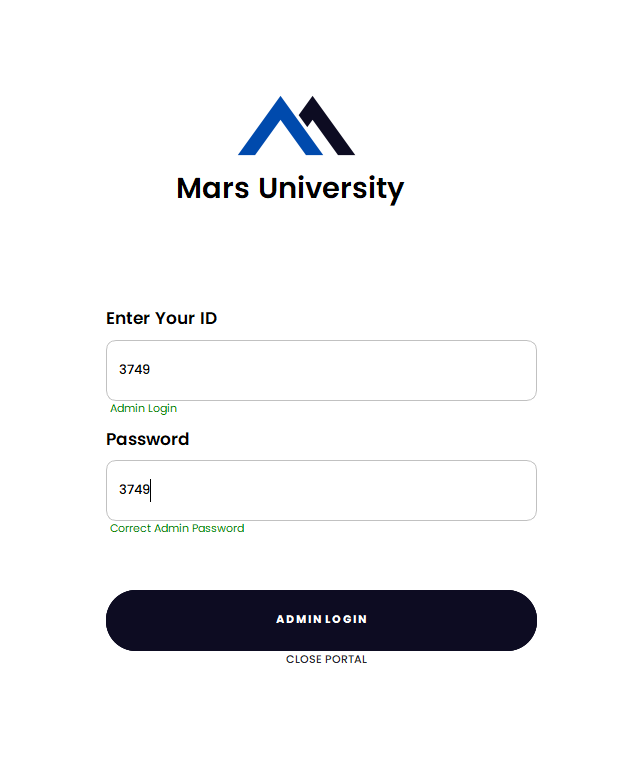 Mars University
Enter Your ID
3749
Admin Login
Password
3749
Correct Admin Password
ADMIN LOGIN
CLOSE PORTAL